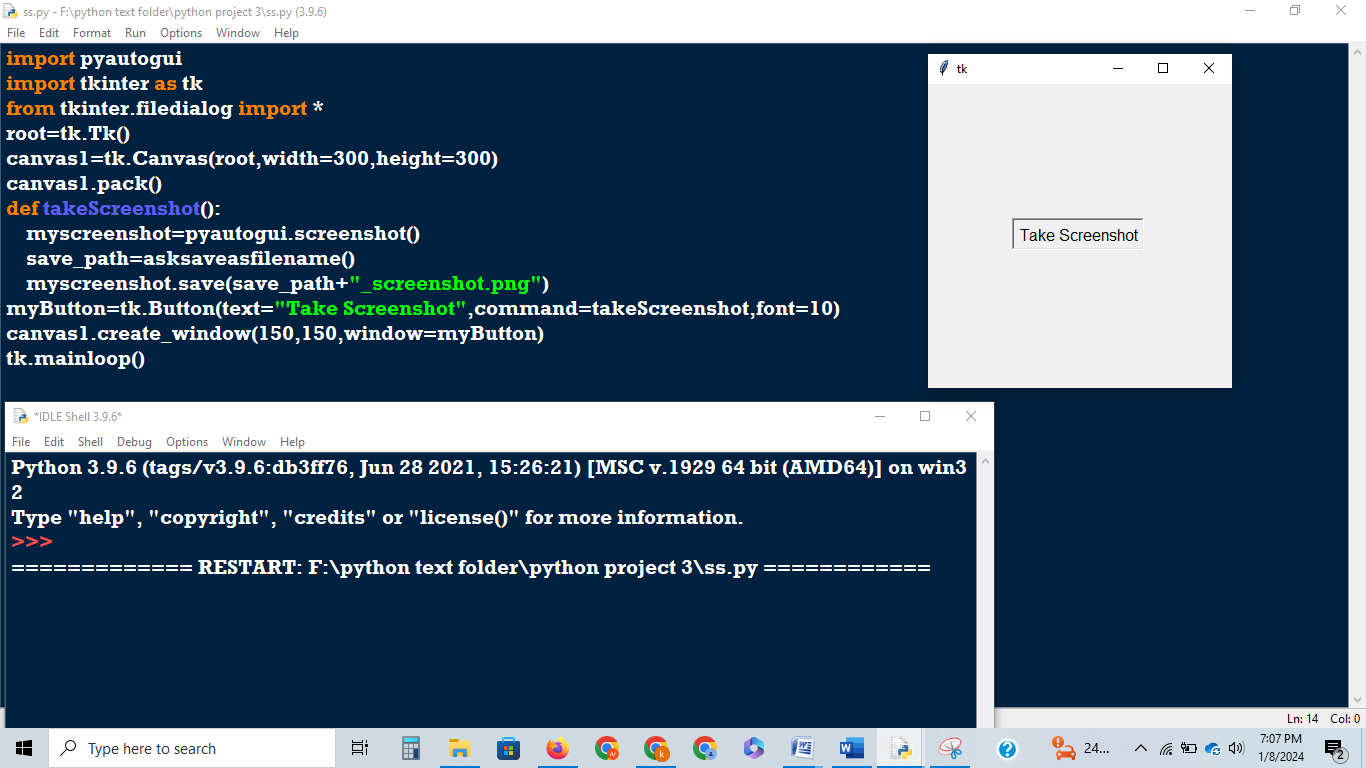 ss.py - F:\python text folder\python project 3\ss.py (3.9.6)
File Edit Format Run Options Window Help
import pyautogui
import tkinter as tk
from tkinter.filedialog import *
root=tk.Tk()
canvas1=tk.Canvas(root,width=300,height=300)
canvas1.pack()
def takeScreenshot():
    myscreenshot=pyautogui.screenshot()
    save_path=asksaveasfilename()
    myscreenshot.save(save_path+"_screenshot.png")
myButton=tk.Button(text="Take Screenshot",command=takeScreenshot,font=10)
canvas1.create_window(150,150,window=myButton)
tk.mainloop()
tk
Take Screenshot
*IDLE Shell 3.9.6*
File Edit Shell Debug Options Window Help
Python 3.9.6 (tags/v3.9.6:db3ff76, Jun 28 2021, 15:26:21) [MSC v.1929 64 bit (AMD64)] on win3
2
Type "help", "copyright", "credits" or "license()" for more information.
>>>
============= RESTART: F:\python text folder\python project 3\ss.py ============
Ln: 14 Col: 0
Type here to search
24...
7:07 PM
1/8/2024
2